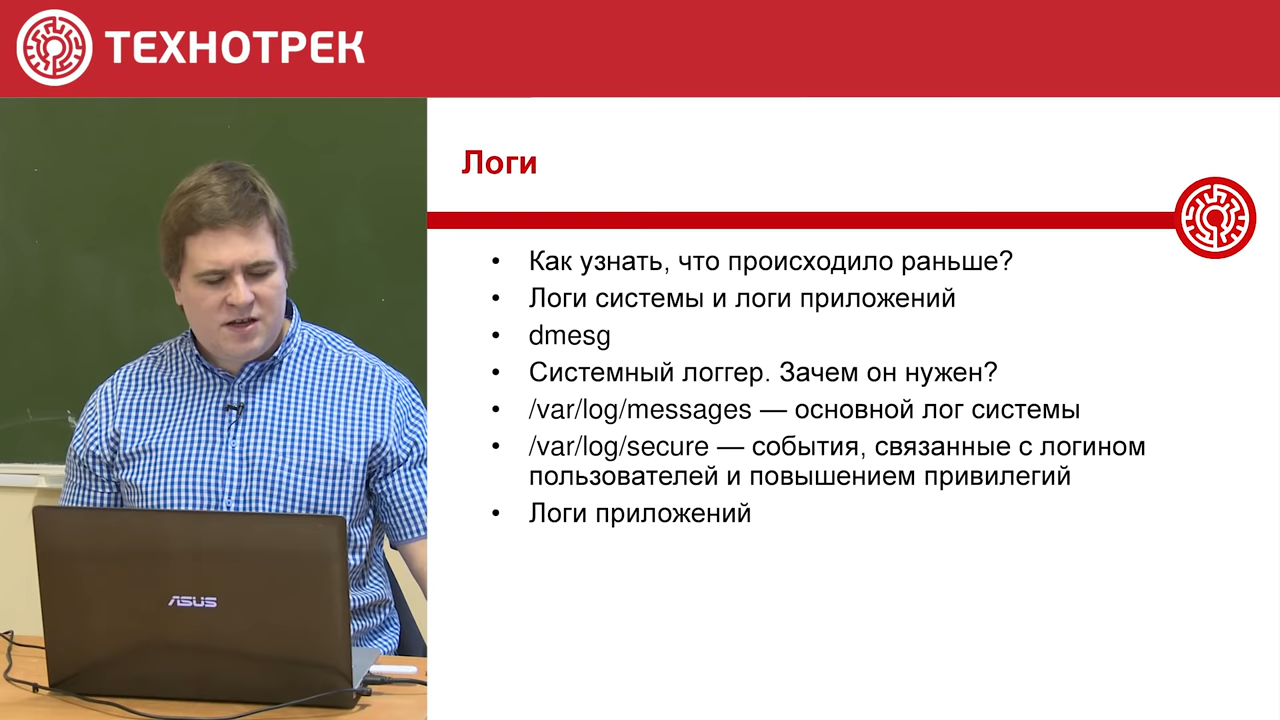 ТЕХНОТРЕК
Логи
• Как узнать, что происходило раньше?
• Логи системы и логи приложений
• dmesg
• Системный логгер. Зачем он нужен?
• /var/log/messages — основной лог системы
• /var/log/secure — события, связанные с логином
пользователей и повышением привилегий
• Логи приложений
ASUS